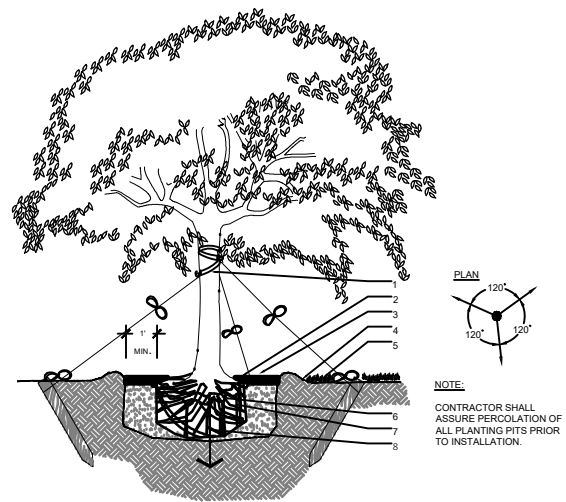 1
2
3
4
5
1'
MIN.
6
7
8
PLAN
120°
120°
120°
NOTE:
CONTRACTOR SHALL
ASSURE PERCOLATION OF
ALL PLANTING PITS PRIOR
TO INSTALLATION.